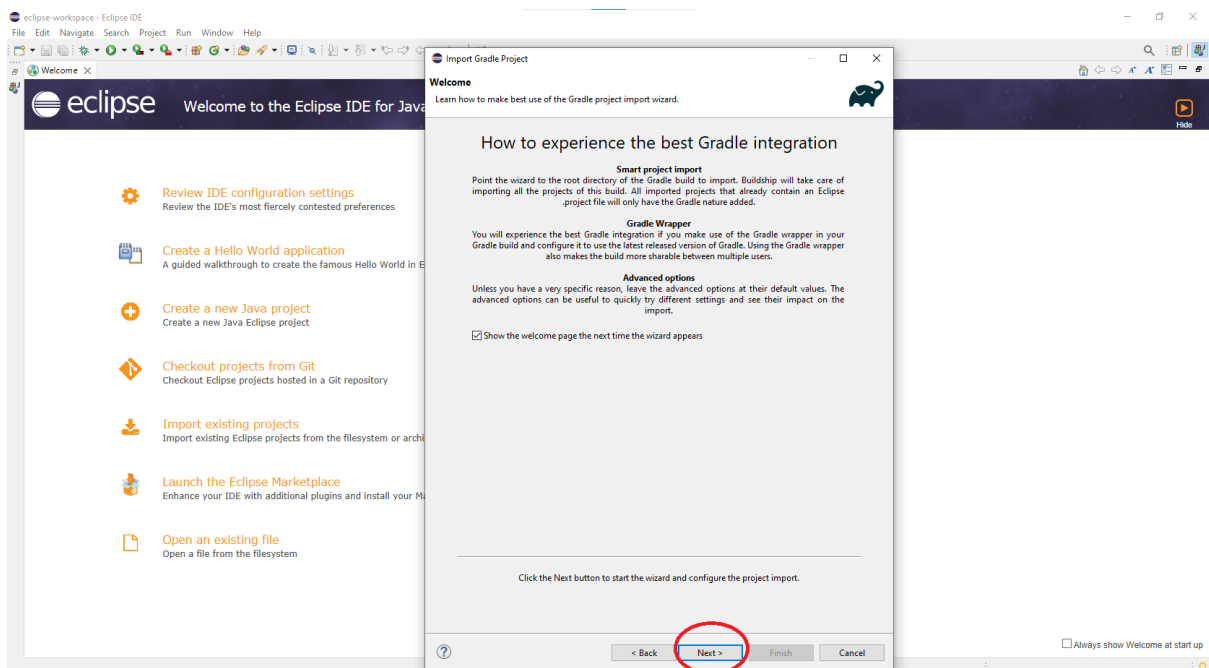 eclipse-workspace - Eclipse IDE
File Edit Navigate Search Project Run Window Help
Welcome
eclipse Welcome to the Eclipse IDE for Java
Hide
Review IDE configuration settings
Review the IDE's most fiercely contested preferences
Create a Hello World application
A guided walkthrough to create the famous Hello World in E
Create a new Java project
Create a new Java Eclipse project
Checkout projects from Git
Checkout Eclipse projects hosted in a Git repository
Import existing projects
Import existing Eclipse projects from the filesystem or archi
Launch the Eclipse Marketplace
Enhance your IDE with additional plugins and install your Ma
Open an existing file
Open a file from the filesystem
Always show Welcome at start up
Import Gradle Project
Welcome
Learn how to make best use of the Gradle project import wizard.
How to experience the best Gradle integration
Smart project import
Point the wizard to the root directory of the Gradle build to import. Buildship will take care of
importing all the projects of this build. All imported projects that already contain an Eclipse
.project file will only have the Gradle nature added.
Gradle Wrapper
You will experience the best Gradle integration if you make use of the Gradle wrapper in your
Gradle build and configure it to use the latest released version of Gradle. Using the Gradle wrapper
also makes the build more sharable between multiple users.
Advanced options
Unless you have a very specific reason, leave the advanced options at their default values. The
advanced options can be useful to quickly try different settings and see their impact on the
import.
Show the welcome page the next time the wizard appears
Click the Next button to start the wizard and configure the project import.
? < Back Next > Finish Cancel